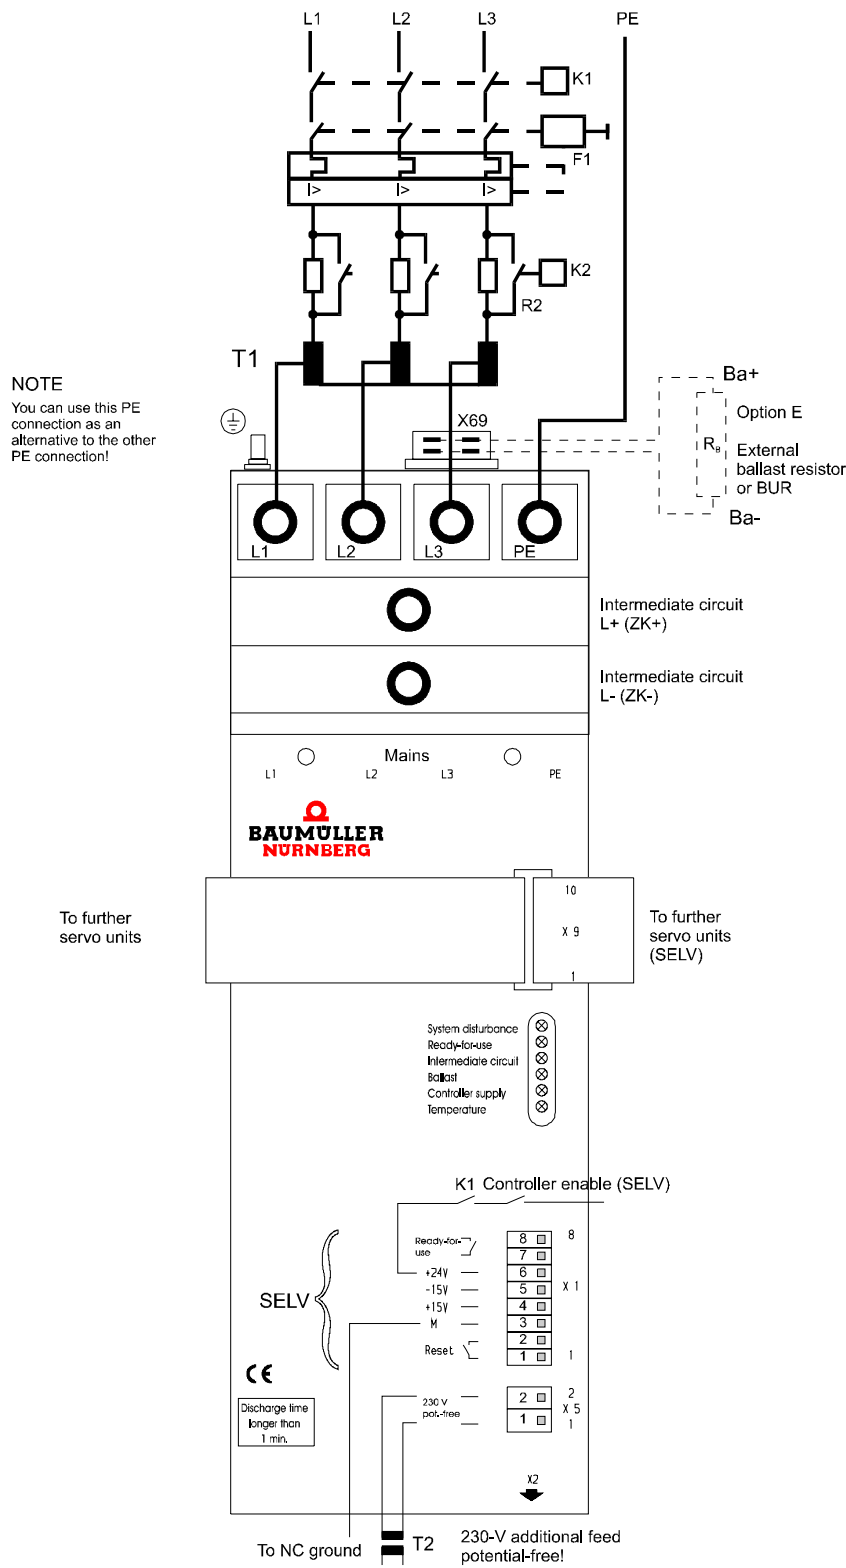 L1 L2 L3 PE
K1
F1
I> I> I>
K2
R2
T1
NOTE
You can use this PE
connection as an
alternative to the other
PE connection!
X69
Ba+
Option E
RB
External
ballast resistor
or BUR
Ba-
L1 L2 L3 PE
Intermediate circuit
L+ (ZK+)
Intermediate circuit
L- (ZK-)
Mains
L1 L2 L3 PE
BAUMÜLLER
NÜRNBERG
To further
servo units
10
X 9
1
To further
servo units
(SELV)
System disturbance
Ready-for-use
Intermediate circuit
Ballast
Controller supply
Temperature
K1 Controller enable (SELV)
SELV
Ready-for-
use
+24V
-15V
+15V
M
Reset
8
7
6
5
4
3
2
1
8
X 1
1
CE
Discharge time
longer than
1 min.
230 V
pot.-free
2
1
2
X 5
1
X2
To NC ground
T2
230-V additional feed
potential-free!